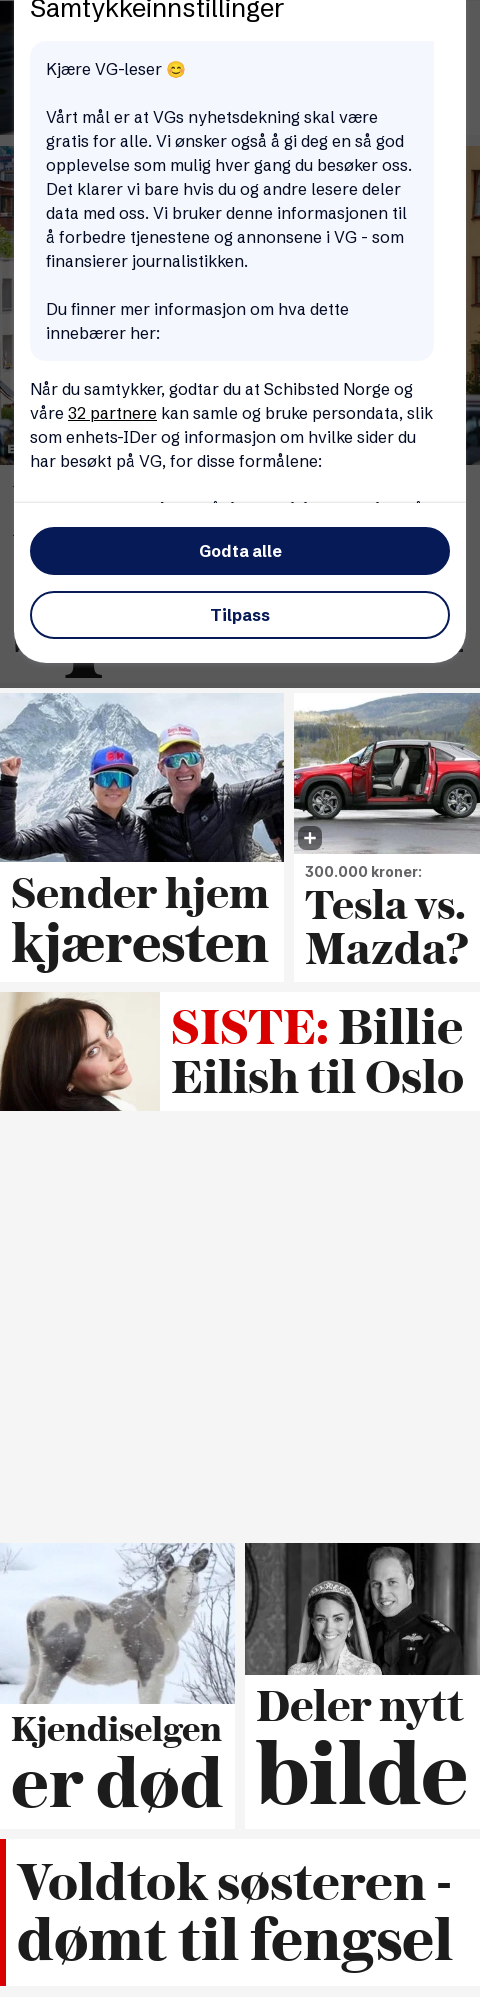 Samtykkeinnstillinger
Kjære VG-leser 😊
Vårt mål er at VGs nyhetsdekning skal være
gratis for alle. Vi ønsker også å gi deg en så god
opplevelse som mulig hver gang du besøker oss.
Det klarer vi bare hvis du og andre lesere deler
data med oss. Vi bruker denne informasjonen til
å forbedre tjenestene og annonsene i VG - som
finansierer journalistikken.
Du finner mer informasjon om hva dette
innebærer her:
Når du samtykker, godtar du at Schibsted Norge og
våre 32 partnere kan samle og bruke persondata, slik
som enhets-IDer og informasjon om hvilke sider du
har besøkt på VG, for disse formålene:
Godta alle
Tilpass
Sender hjem
kjæresten
300.000 kroner:
Tesla vs.
Mazda?
SISTE: Billie
Eilish til Oslo
Kjendiselgen
er død
Deler nytt
bilde
Voldtok søsteren -
dømt til fengsel